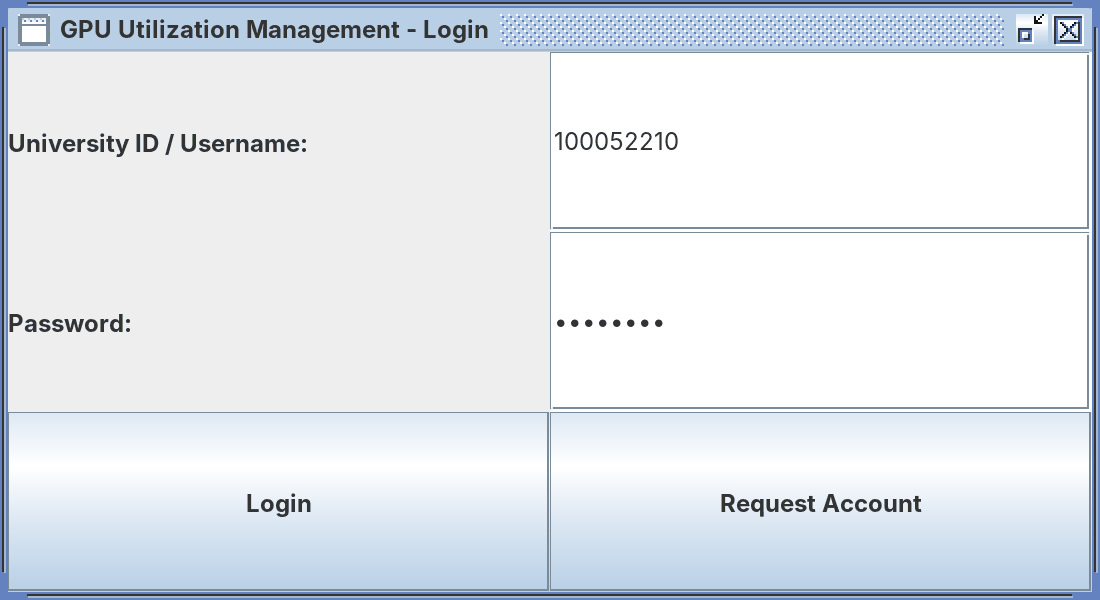 GPU Utilization Management - Login
University ID / Username:
100052210
Password:
••••••••
Login
Request Account